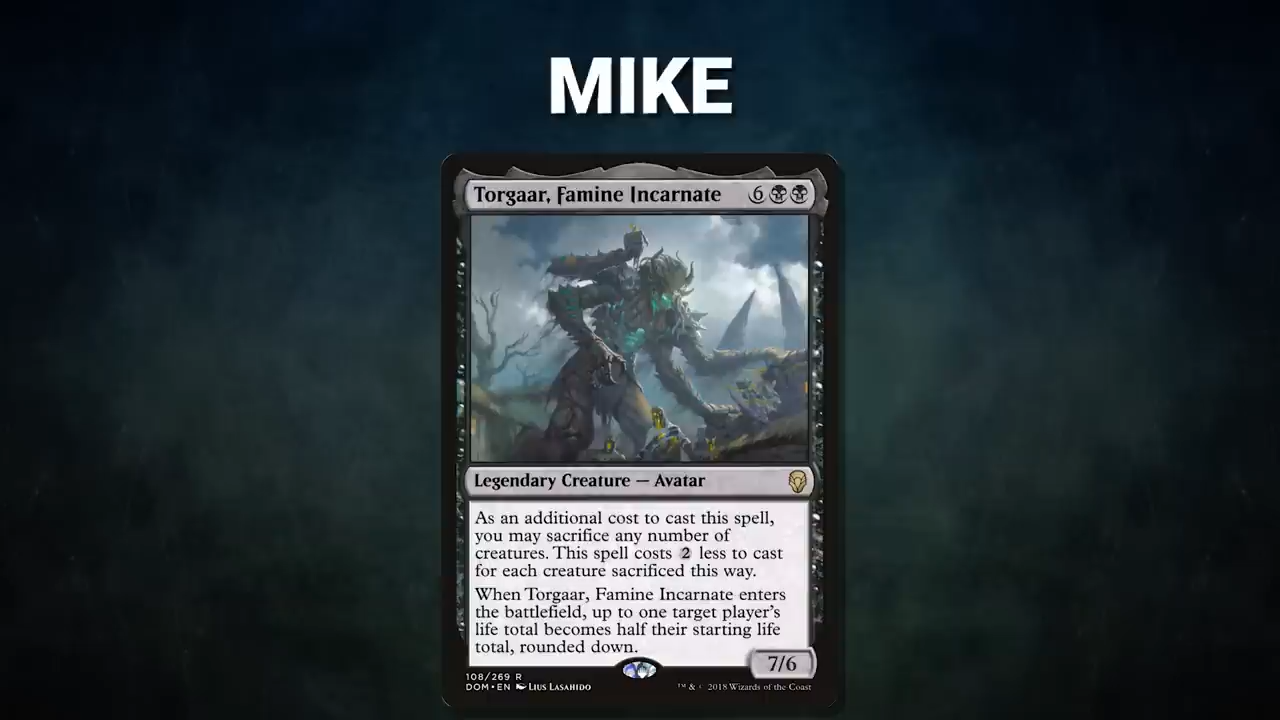 MIKE
Torgaar, Famine Incarnate 6
Legendary Creature — Avatar
As an additional cost to cast this spell,
you may sacrifice any number of
creatures. This spell costs 2 less to cast
for each creature sacrificed this way.
When Torgaar, Famine Incarnate enters
the battlefield, up to one target player's
life total becomes half their starting life
total, rounded down.
7/6
108/269 R
DOM • EN Lius Lasahido
™ & © 2018 Wizards of the Coast